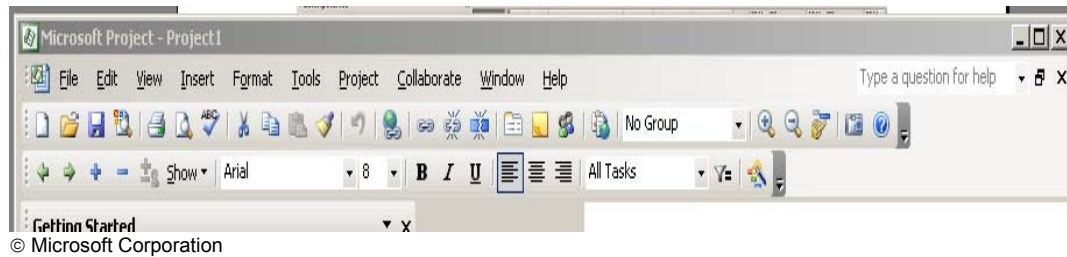 Microsoft Project - Project1
File Edit View Insert Format Tools Project Collaborate Window Help Type a question for help
ABC No Group
Show Arial 8 B I U All Tasks
Getting Started
© Microsoft Corporation